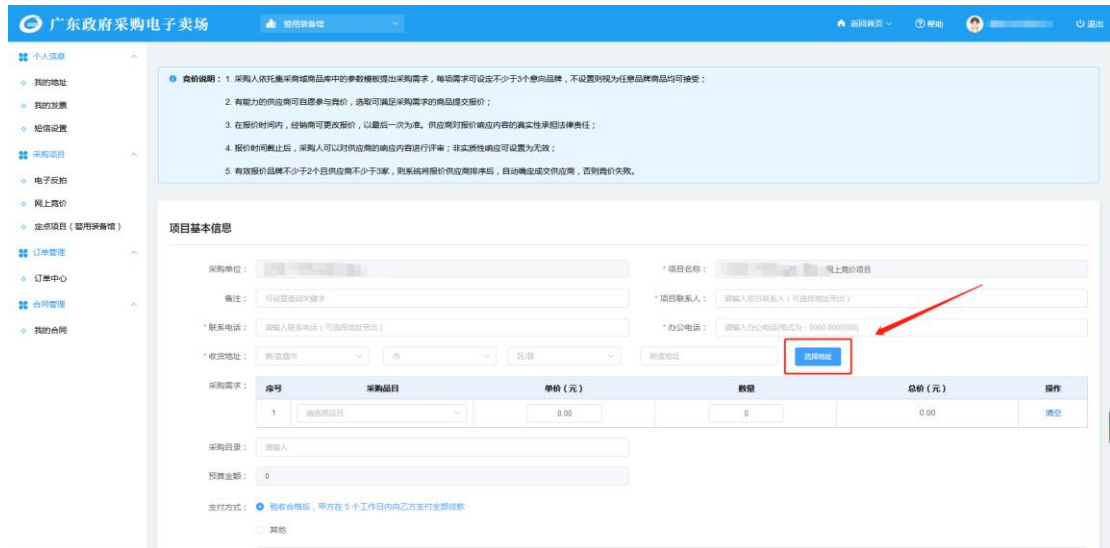 广东政府采购电子卖场 警用装备馆 返回首页 帮助 退出
个人信息
我的地址
我的发票
短信设置
采购项目
电子反拍
网上竞价
定点项目（警用装备馆）
订单管理
订单中心
合同管理
我的合同
竞价说明：1. 采购人依托集采商城商品库中的参数模板提出采购需求，每项需求可设定不少于3个意向品牌，不设置则视为任意品牌商品均可接受；
2. 有能力的供应商可自愿参与竞价，选取可满足采购需求的商品提交报价；
3. 在报价时间内，经销商可更改报价，以最后一次为准。供应商对报价响应内容的真实性承担法律责任；
4. 报价时间截止后，采购人可以对供应商的响应内容进行评审；非实质性响应可设置为无效；
5. 有效报价品牌不少于2个且供应商不少于3家，则系统将报价供应商排序后，自动确定成交供应商，否则竞价失败。
项目基本信息
采购单位： *项目名称： 网上竞价项目
备注： 可设置查询关键字 *项目联系人： 请输入项目联系人（可选择地址带出）
*联系电话： 请输入联系电话（可选择地址带出） *办公电话： 请输入办公电话(格式为：0000-0000000)
*收货地址： 省/直辖市 市 区/县 街道地址 选择地址
采购需求： 序号 采购品目 单价（元） 数量 总价（元） 操作
1 请选择品目 0.00 0 0.00 清空
采购目录： 请输入
预算金额： 0
支付方式： 验收合格后，甲方在 5 个工作日内向乙方支付全部货款
其他